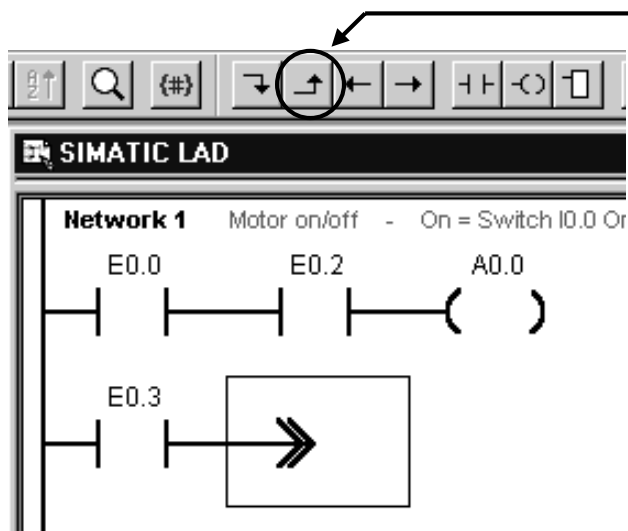 A
Z
{#}
SIMATIC LAD
Network 1 Motor on/off - On = Switch I0.0 Or
E0.0 E0.2 A0.0
E0.3